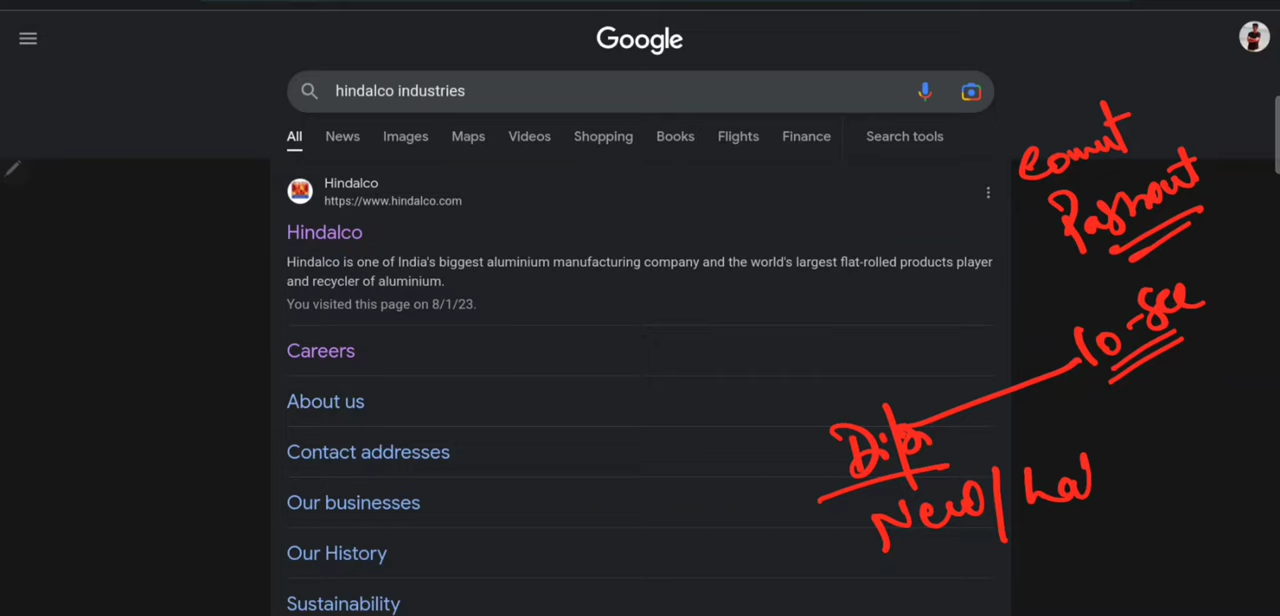 Google
hindalco industries
All News Images Maps Videos Shopping Books Flights Finance Search tools
Hindalco
https://www.hindalco.com
Hindalco
Hindalco is one of India's biggest aluminium manufacturing company and the world's largest flat-rolled products player
and recycler of aluminium.
You visited this page on 8/1/23.
Careers
About us
Contact addresses
Our businesses
Our History
Sustainability
Passout
10-